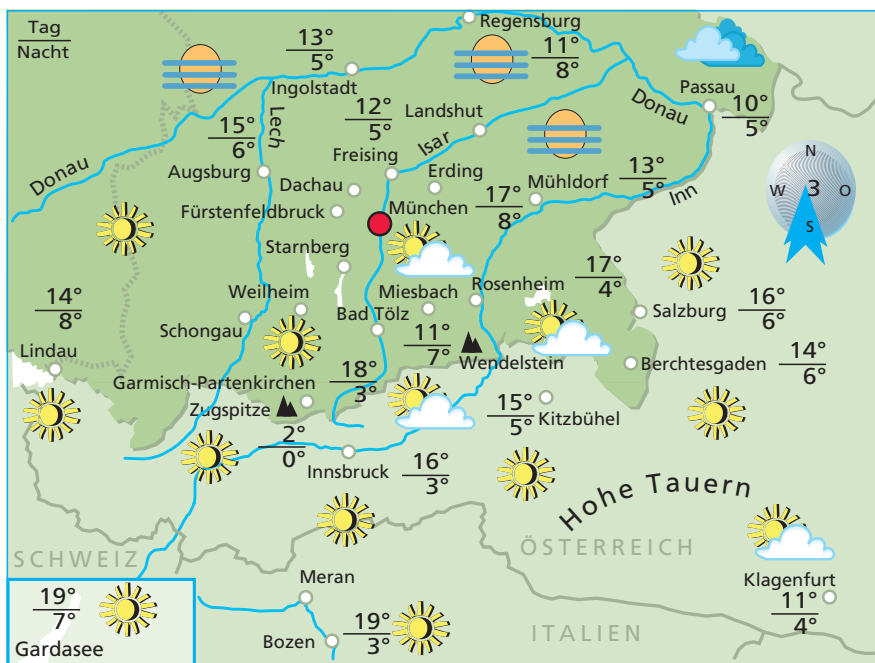 Tag
Nacht
Regensburg
13°
5°
11°
8°
Ingolstadt
Passau
10°
5°
Donau
Landshut
12°
5°
Lech
15°
6°
Isar
Freising
Donau
Augsburg
Dachau
Erding
Mühldorf
13°
5°
Inn
N
W
3
O
S
Fürstenfeldbruck
München
17°
8°
Starnberg
14°
8°
Weilheim
Miesbach
Rosenheim
17°
4°
Salzburg
16°
6°
Schongau
Bad Tölz
11°
7°
Lindau
Wendelstein
Berchtesgaden
14°
6°
Garmisch-Partenkirchen
18°
3°
Zugspitze
2°
0°
15°
5°
Kitzbühel
Innsbruck
16°
3°
Hohe Tauern
SCHWEIZ
ÖSTERREICH
Klagenfurt
11°
4°
Meran
19°
7°
Gardasee
Bozen
19°
3°
ITALIEN